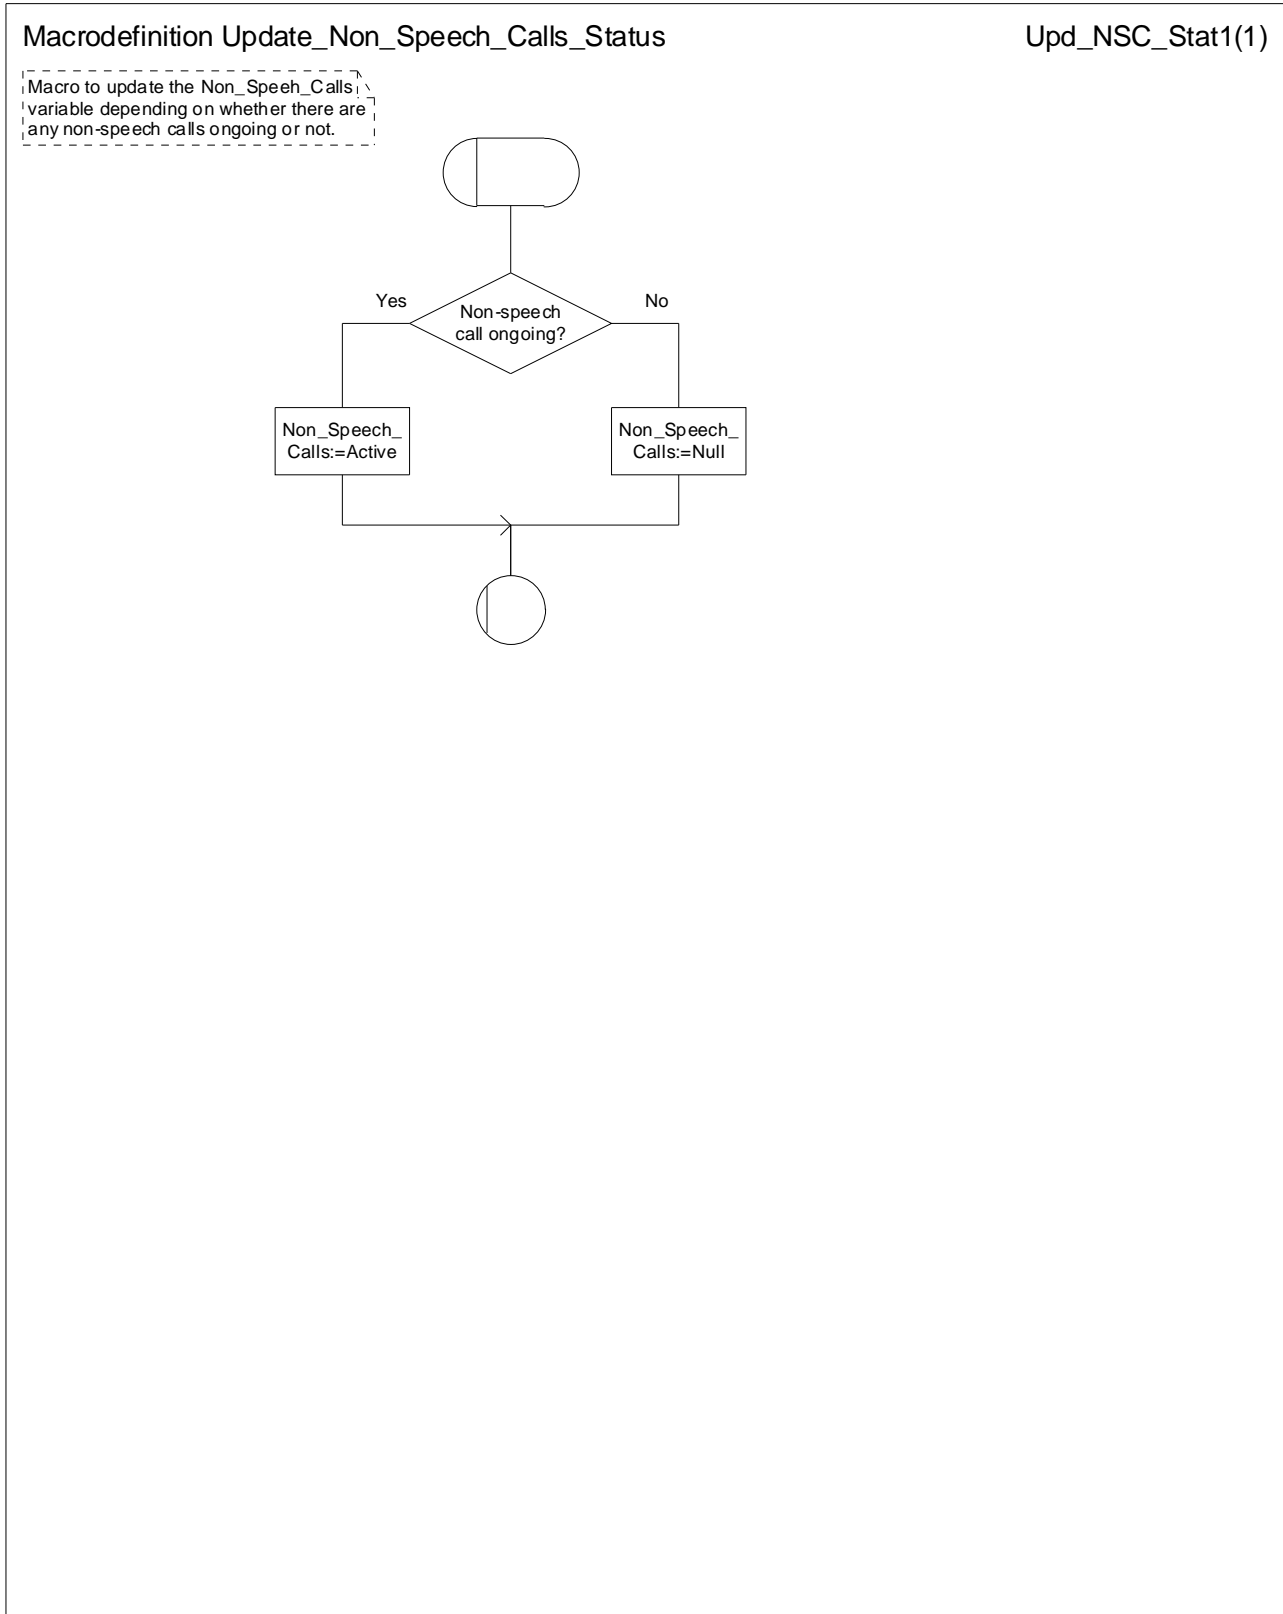 Macrodefinition Update_Non_Speech_Calls_Status
Upd_NSC_Stat1(1)
Macro to update the Non_Speeh_Calls
variable depending on whether there are
any non-speech calls ongoing or not.
Yes
No
Non-speech
call ongoing?
Non_Speech_
Calls:=Active
Non_Speech_
Calls:=Null